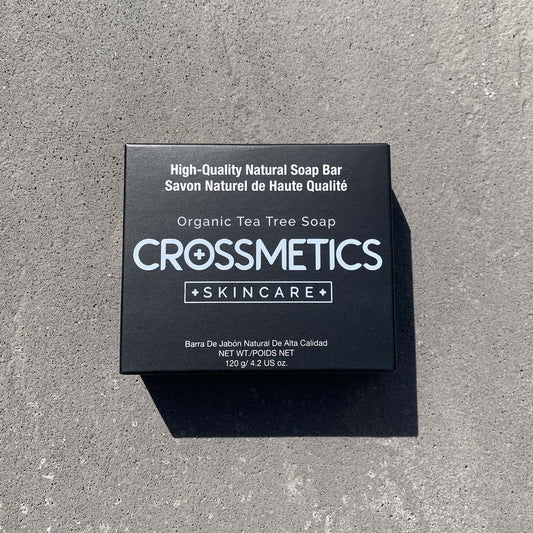 High-Quality Natural Soap Bar
Savon Naturel de Haute Qualité
Organic Tea Tree Soap
CROSSMETICS
+SKINCARE+
Barra De Jabón Natural De Alta Calidad
NET WT./POIDS NET
120 g/ 4.2 US oz.